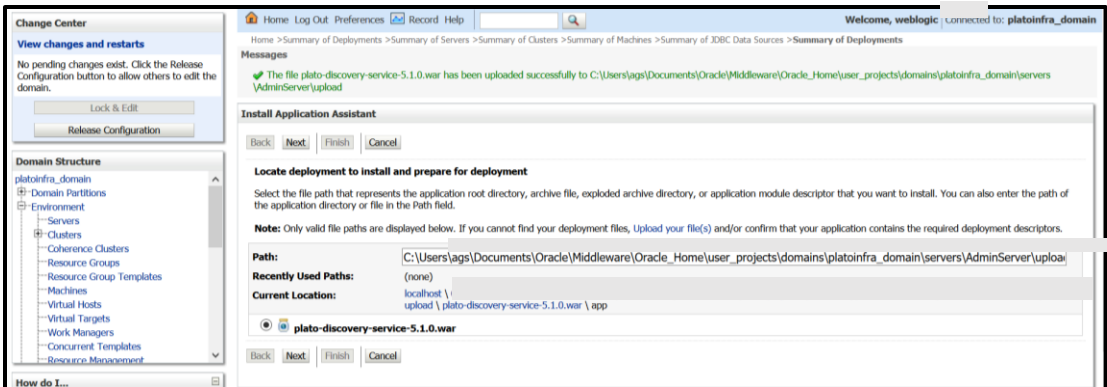 Change Center
View changes and restarts
No pending changes exist. Click the Release
Configuration button to allow others to edit the
domain.
Lock & Edit
Release Configuration
Domain Structure
platoinfra_domain
Domain Partitions
Environment
Servers
Clusters
Coherence Clusters
Resource Groups
Resource Group Templates
Machines
Virtual Hosts
Virtual Targets
Work Managers
Concurrent Templates
Resource Management
How do I...
Home Log Out Preferences Record Help
Welcome, weblogic Connected to: platoinfra_domain
Home >Summary of Deployments >Summary of Servers >Summary of Clusters >Summary of Machines >Summary of JDBC Data Sources >Summary of Deployments
Messages
The file plato-discovery-service-5.1.0.war has been uploaded successfully to C:\Users\ags\Documents\Oracle\Middleware\Oracle_Home\user_projects\domains\platoinfra_domain\servers
\AdminServer\upload
Install Application Assistant
Back Next Finish Cancel
Locate deployment to install and prepare for deployment
Select the file path that represents the application root directory, archive file, exploded archive directory, or application module descriptor that you want to install. You can also enter the path of
the application directory or file in the Path field.
Note: Only valid file paths are displayed below. If you cannot find your deployment files, Upload your file(s) and/or confirm that your application contains the required deployment descriptors.
Path: C:\Users\ags\Documents\Oracle\Middleware\Oracle_Home\user_projects\domains\platoinfra_domain\servers\AdminServer\uploa
Recently Used Paths: (none)
Current Location: localhost \
upload \ plato-discovery-service-5.1.0.war \ app
plato-discovery-service-5.1.0.war
Back Next Finish Cancel